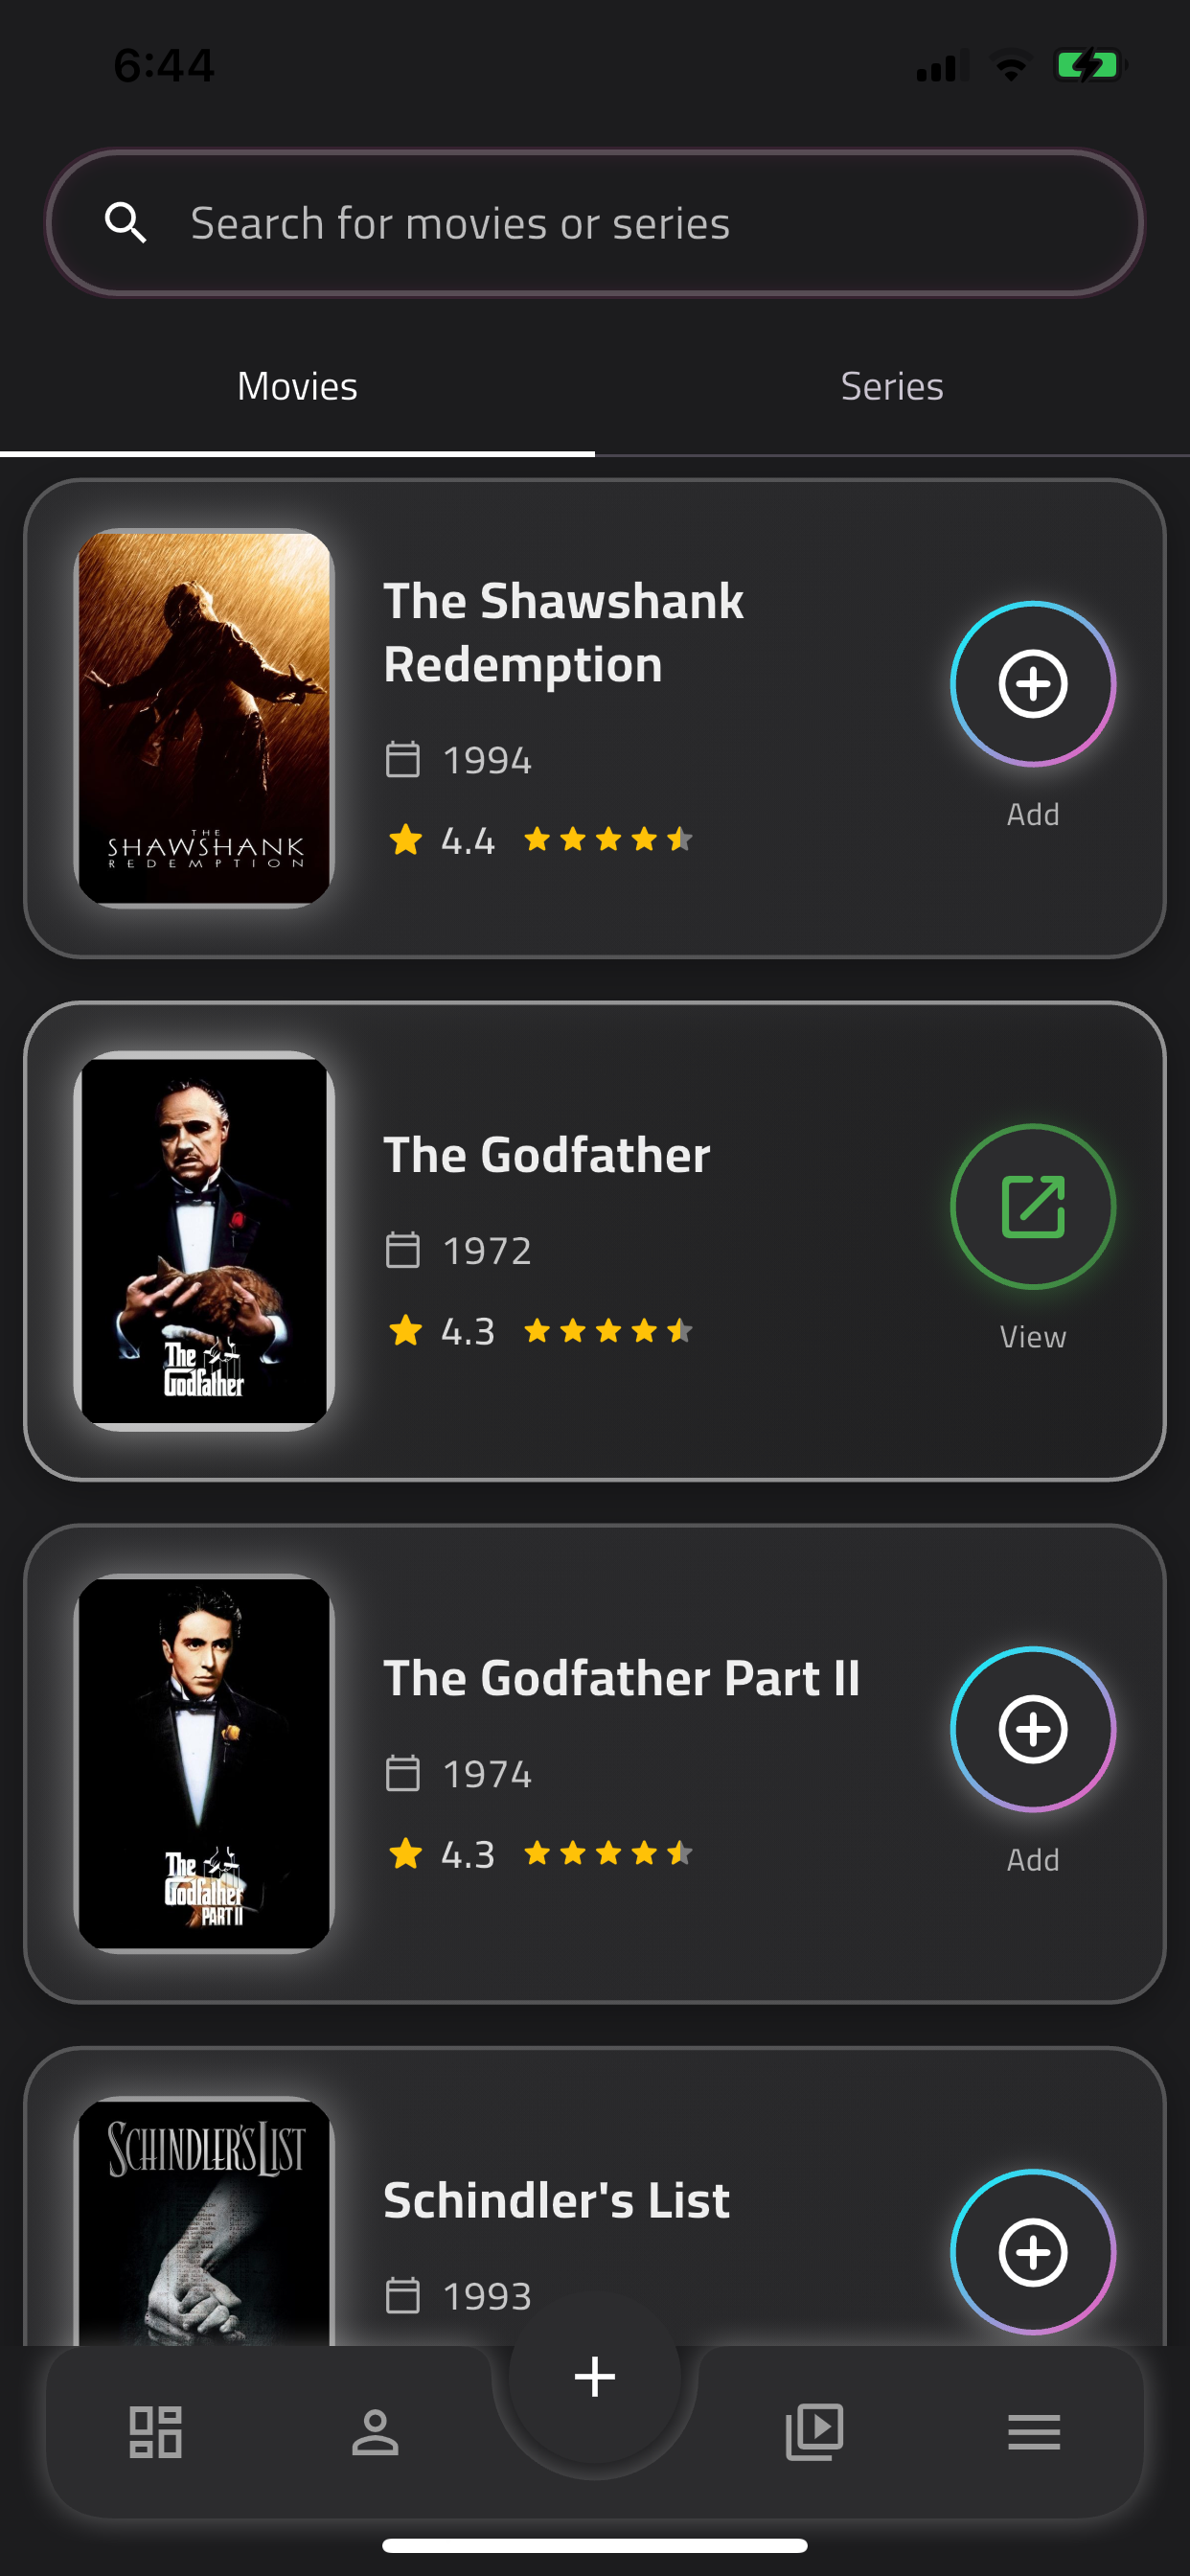 6:44
Search for movies or series
Movies
Series
THE
SHAWSHANK
REDEMPTION
The Shawshank
Redemption
1994
4.4
Add
The
Godfather
The Godfather
1972
4.3
View
The
Godfather
PART II
The Godfather Part II
1974
4.3
Add
SCHINDLER'S LIST
Schindler's List
1993